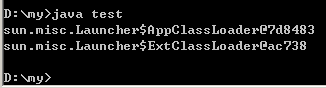 D:\my>java test
sun.misc.Launcher$AppClassLoader@7d8483
sun.misc.Launcher$ExtClassLoader@ac738
D:\my>